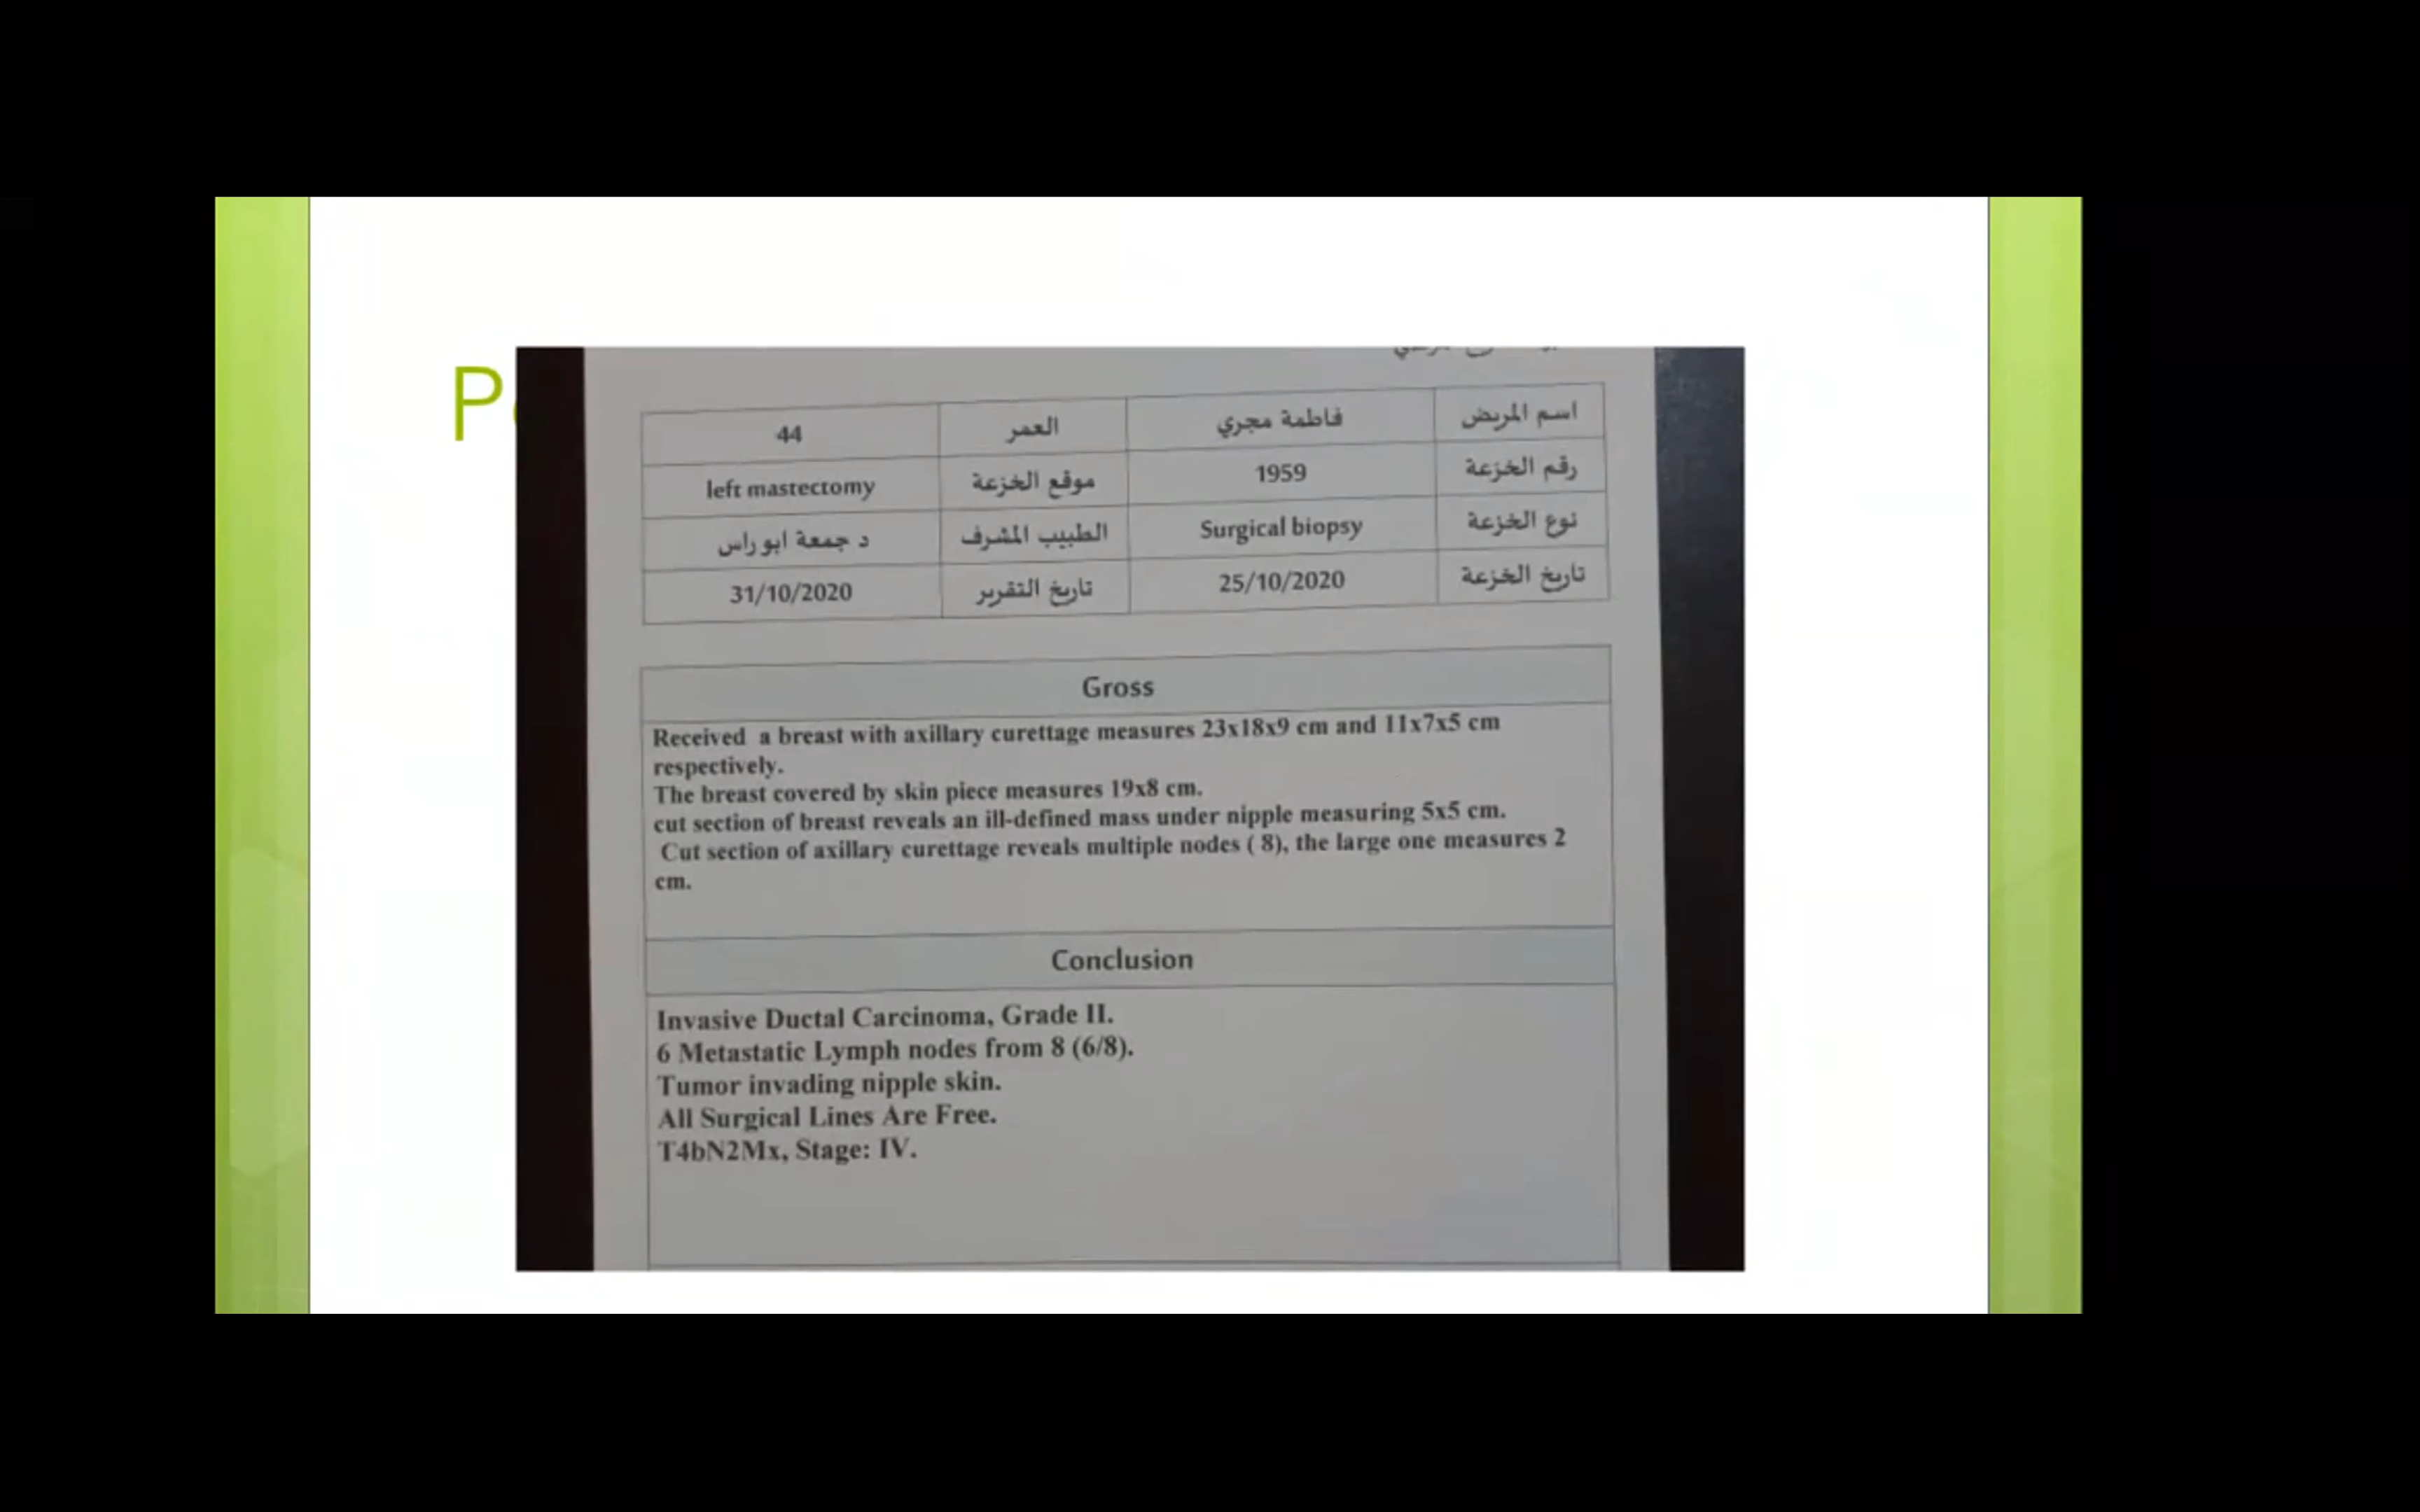 P
اسم المريض فاطمة مجري العمر 44
رقم الخزعة 1959 موقع الخزعة left mastectomy
نوع الخزعة Surgical biopsy الطبيب المشرف د جمعة ابو راس
تاريخ الخزعة 25/10/2020 تاريخ التقرير 31/10/2020
Gross
Received a breast with axillary curettage measures 23x18x9 cm and 11x7x5 cm
respectively.
The breast covered by skin piece measures 19x8 cm.
cut section of breast reveals an ill-defined mass under nipple measuring 5x5 cm.
Cut section of axillary curettage reveals multiple nodes ( 8), the large one measures 2
cm.
Conclusion
Invasive Ductal Carcinoma, Grade II.
6 Metastatic Lymph nodes from 8 (6/8).
Tumor invading nipple skin.
All Surgical Lines Are Free.
T4bN2Mx, Stage: IV.